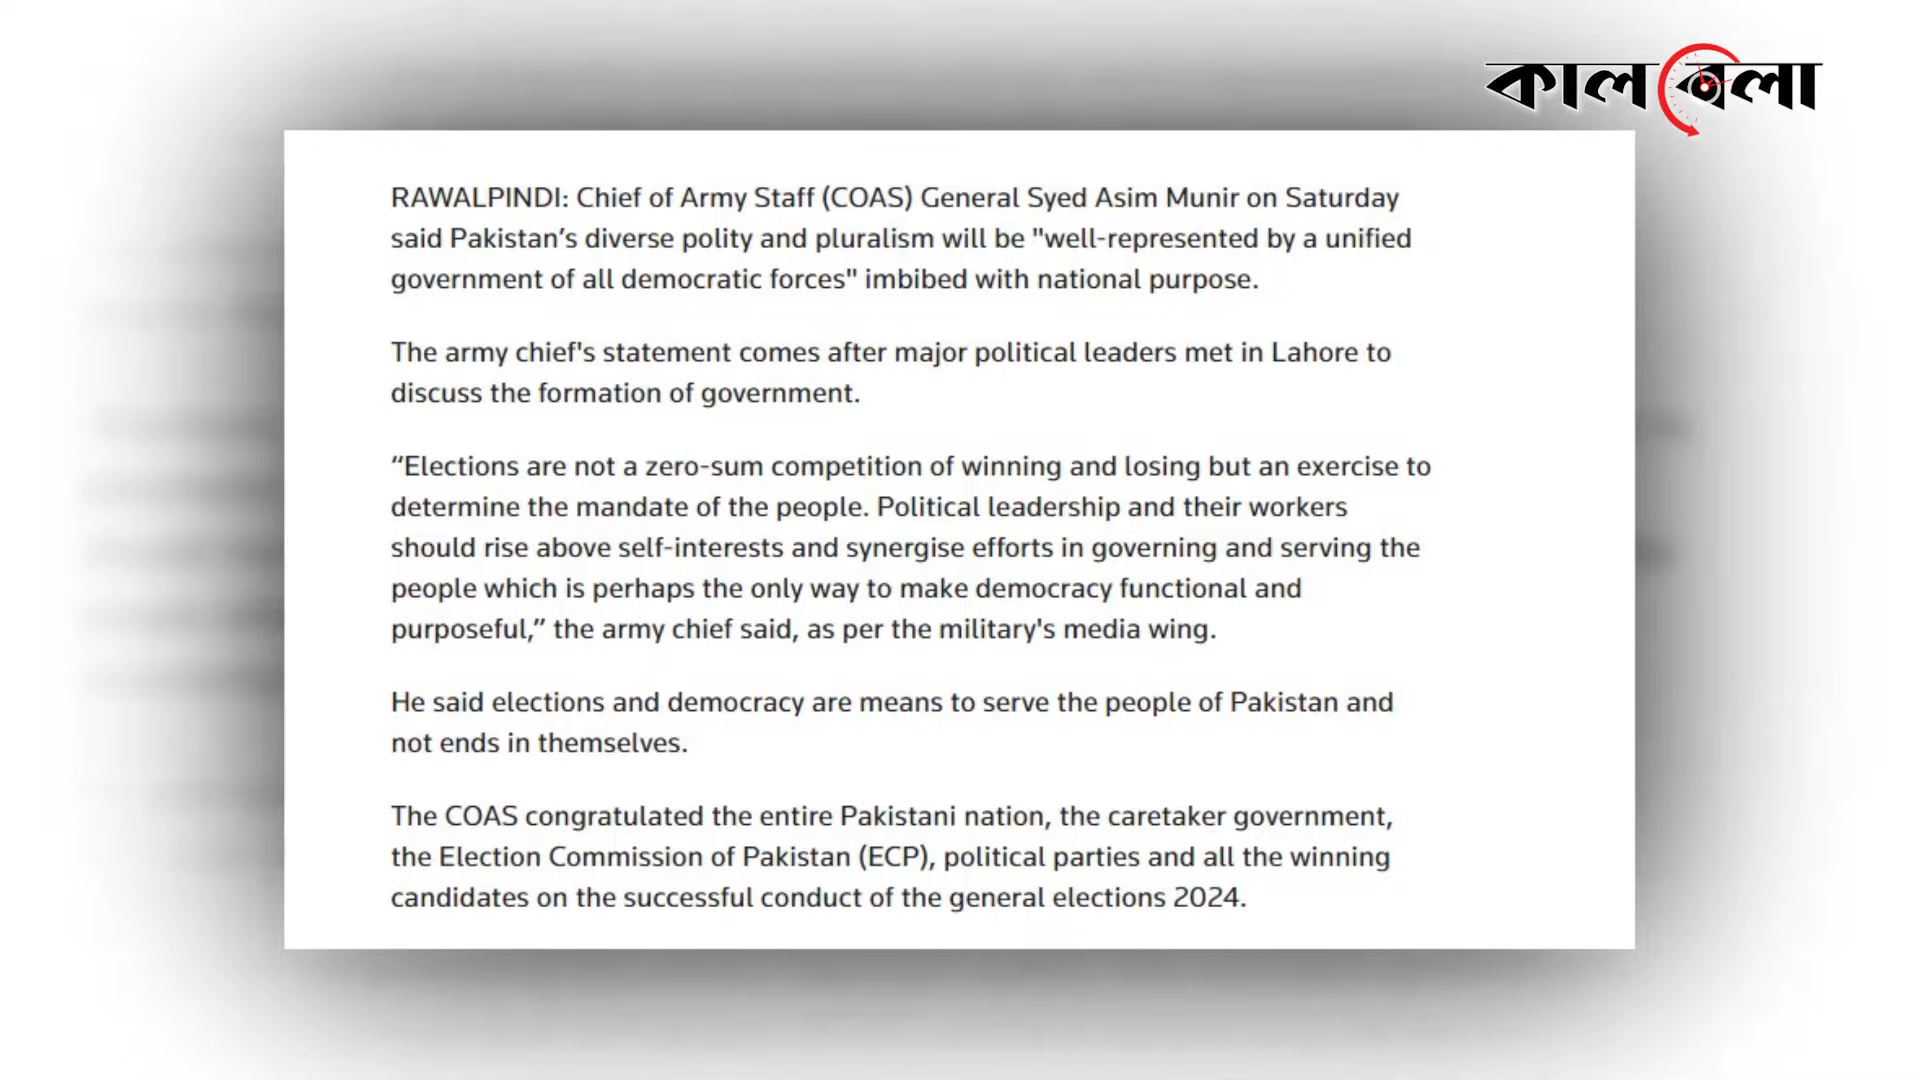 কালবেলা
RAWALPINDI: Chief of Army Staff (COAS) General Syed Asim Munir on Saturday
said Pakistan’s diverse polity and pluralism will be "well-represented by a unified
government of all democratic forces" imbibed with national purpose.
The army chief's statement comes after major political leaders met in Lahore to
discuss the formation of government.
“Elections are not a zero-sum competition of winning and losing but an exercise to
determine the mandate of the people. Political leadership and their workers
should rise above self-interests and synergise efforts in governing and serving the
people which is perhaps the only way to make democracy functional and
purposeful,” the army chief said, as per the military's media wing.
He said elections and democracy are means to serve the people of Pakistan and
not ends in themselves.
The COAS congratulated the entire Pakistani nation, the caretaker government,
the Election Commission of Pakistan (ECP), political parties and all the winning
candidates on the successful conduct of the general elections 2024.